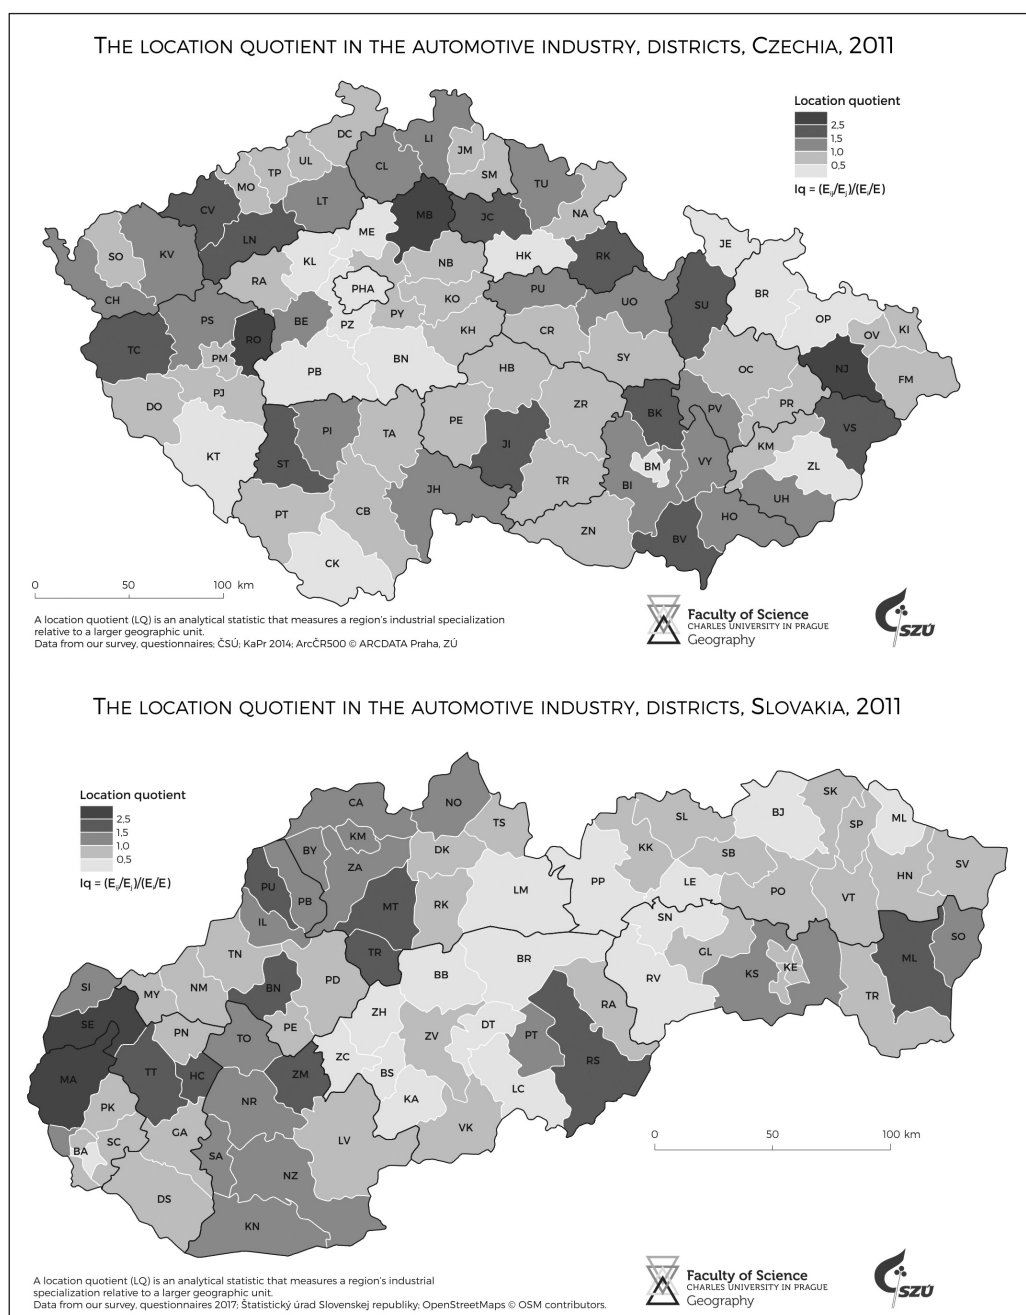 THE LOCATION QUOTIENT IN THE AUTOMOTIVE INDUSTRY, DISTRICTS, CZECHIA, 2011
Location quotient
2,5
1,5
1,0
0,5
Iq = (Eij/Ej)/(Ei/E)
DC
LI
JM
SM
UL
TP
MO
CL
TU
LT
NA
CV
MB
JC
LN
ME
HK
RK
JE
SO
KV
KL
NB
SU
BR
RA
PHA
PU
CH
KO
UO
OP
PS
BE
PY
OV
KI
RO
PZ
KH
CR
TC
PM
BN
SY
OC
NJ
FM
PB
HB
PJ
DO
ZR
BK
PV
PR
PE
VS
PI
TA
JI
KT
KM
ST
BM
VY
ZL
TR
BI
JH
UH
PT
CB
HO
ZN
BV
CK
0 50 100 km
A location quotient (LQ) is an analytical statistic that measures a region's industrial specialization
relative to a larger geographic unit.
Data from our survey, questionnaires; ČSÚ; KaPr 2014; ArcČR500 © ARCDATA Praha, ZÚ
Faculty of Science
CHARLES UNIVERSITY IN PRAGUE
Geography
SZÚ
THE LOCATION QUOTIENT IN THE AUTOMOTIVE INDUSTRY, DISTRICTS, SLOVAKIA, 2011
Location quotient
2,5
1,5
1,0
0,5
Iq = (Eij/Ej)/(Ei/E)
CA
NO
SK
BJ
ML
SL
TS
SP
KM
BY
DK
KK
SB
ZA
SV
HN
PU
PP
LE
LM
PO
VT
PB
MT
RK
SN
IL
SO
TN
TR
GL
BR
ML
KE
BB
KS
PD
RV
SI
NM
BN
MY
TR
RA
ZH
SE
PE
DT
PN
TO
ZV
PT
ZC
RS
TT
HC
ZM
BS
MA
LC
KA
NR
PK
VK
GA
LV
SC
BA
SA
NZ
DS
KN
0 50 100 km
A location quotient (LQ) is an analytical statistic that measures a region's industrial
specialization relative to a larger geographic unit.
Data from our survey, questionnaires 2017; Štatistický úrad Slovenskej republiky; OpenStreetMaps © OSM contributors.
Faculty of Science
CHARLES UNIVERSITY IN PRAGUE
Geography
SZÚ